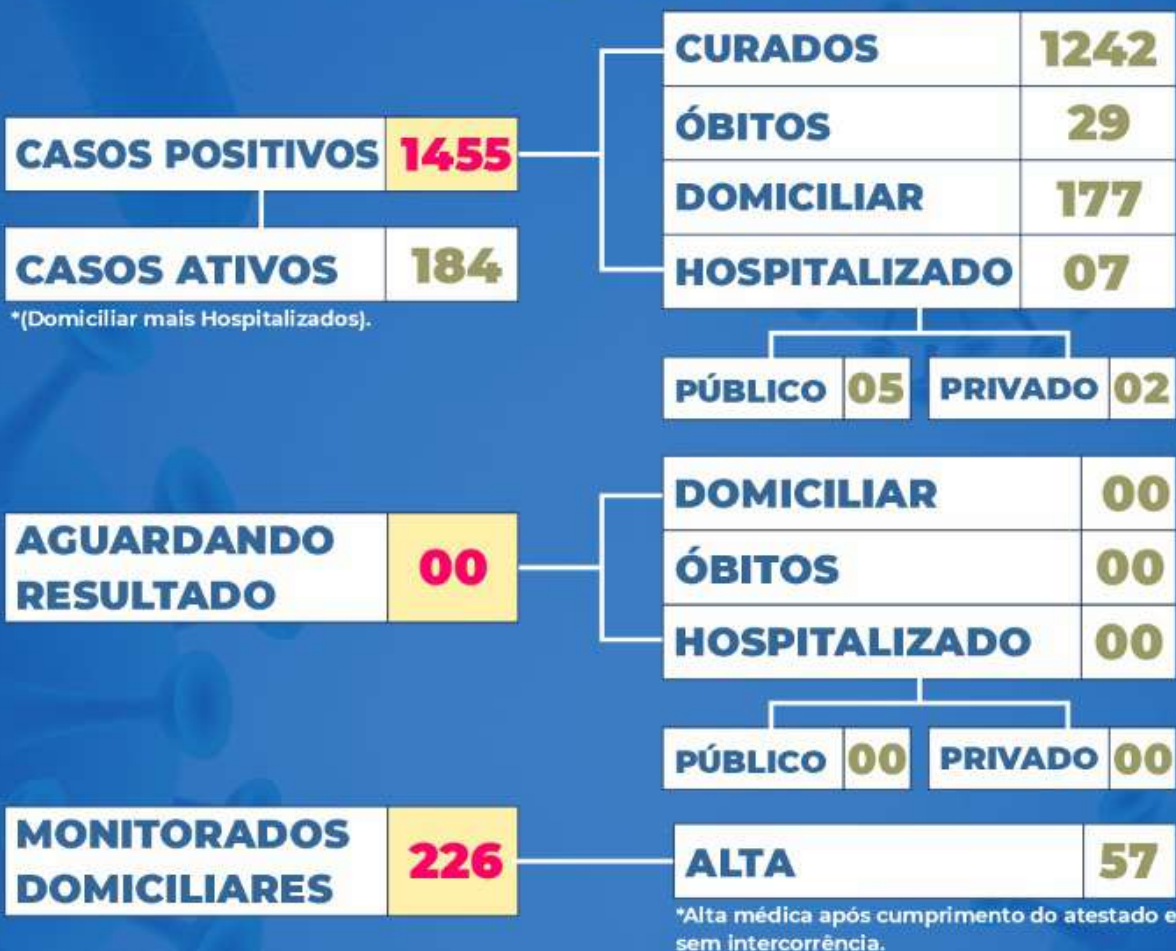 CASOS POSITIVOS 1455
CASOS ATIVOS 184
*(Domiciliar mais Hospitalizados).
CURADOS 1242
ÓBITOS 29
DOMICILIAR 177
HOSPITALIZADO 07
PÚBLICO 05 PRIVADO 02
AGUARDANDO
RESULTADO 00
DOMICILIAR 00
ÓBITOS 00
HOSPITALIZADO 00
PÚBLICO 00 PRIVADO 00
MONITORADOS
DOMICILIARES 226
ALTA 57
*Alta médica após cumprimento do atestado e
sem intercorrência.